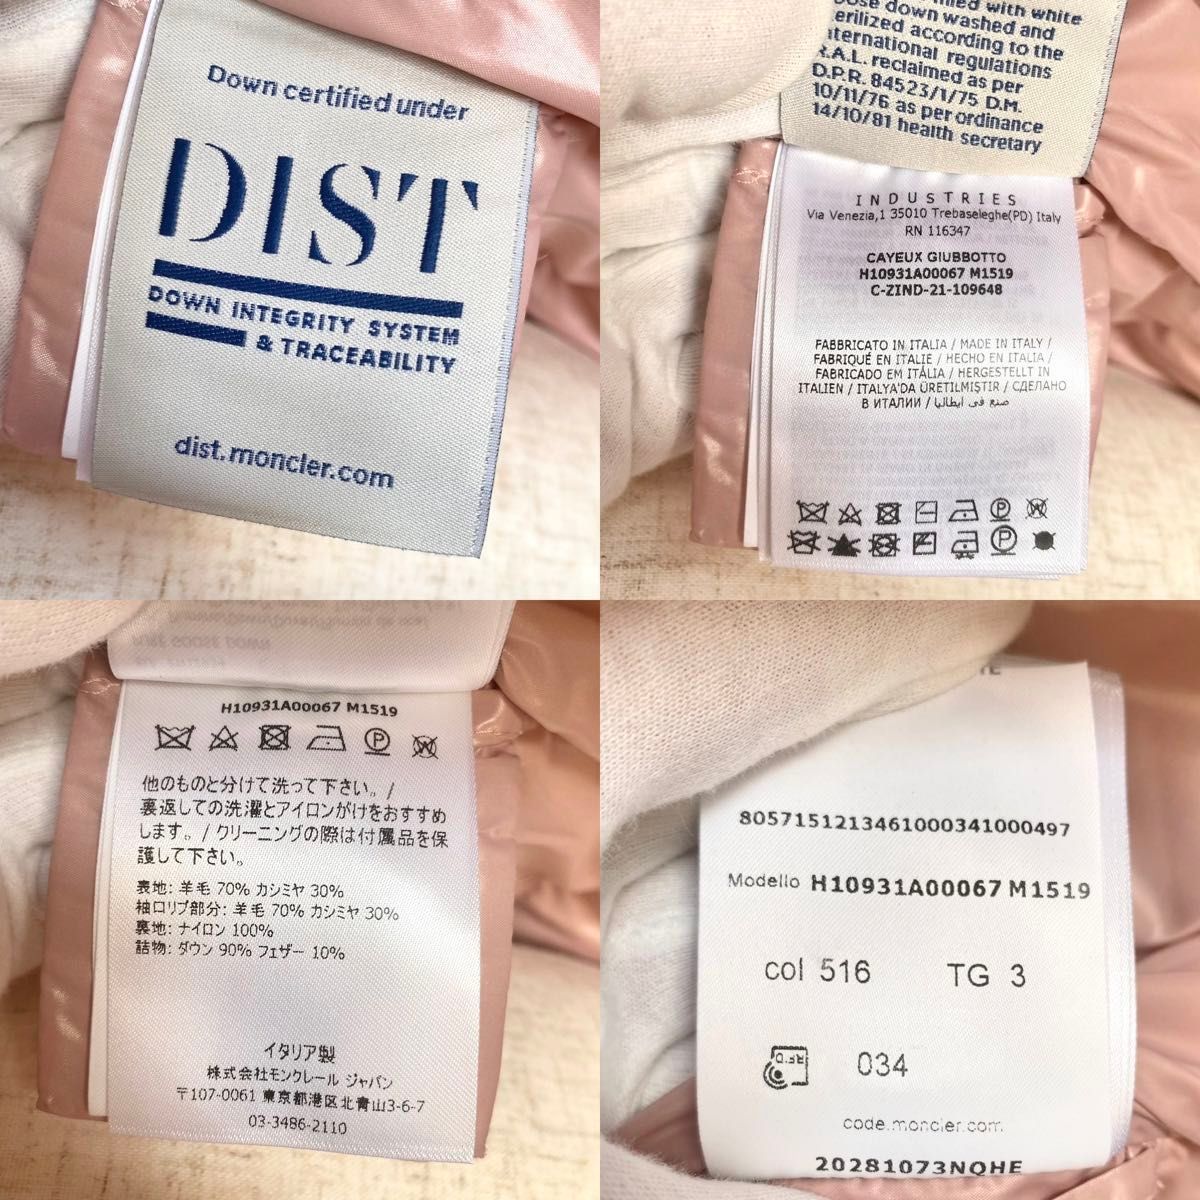 Down certified under
DIST
DOWN INTEGRITY SYSTEM
& TRACEABILITY
dist.moncler.com
filled with white
down washed and
according to the
international regulations
R.A.L. reclaimed as per
D.P.R. 84523/1/75 D.M.
10/11/76 as per ordinance
14/10/81 health secretary
INDUSTRIES
Via Venezia,1 35010 Trebaseleghe(PD) Italy
RN 116347
CAYEUX GIUBBOTTO
H10931A00067 M1519
C-ZIND-21-109648
FABBRICATO IN ITALIA / MADE IN ITALY /
FABRIQUÉ EN ITALIE / HECHO EN ITALIA /
FABRICADO EM ITÁLIA / HERGESTELLT IN
ITALIEN / ITALYA'DA ÜRETILMIŞTIR / СДЕЛАНО
В ИТАЛИИ / صنع في ايطاليا
H10931A00067 M1519
他のものと分けて洗って下さい。/
裏返しての洗濯とアイロンがけをおすすめ
します。/ クリーニングの際は付属品を保
護して下さい。
表地: 羊毛 70% カシミヤ 30%
袖口リブ部分: 羊毛 70% カシミヤ 30%
裏地: ナイロン 100%
詰物: ダウン 90% フェザー 10%
イタリア製
株式会社モンクレール ジャパン
〒107-0061 東京都港区北青山3-6-7
03-3486-2110
8057151213461000341000497
Modello H10931A00067 M1519
col 516 TG 3
034
code.moncler.com
20281073NQHE